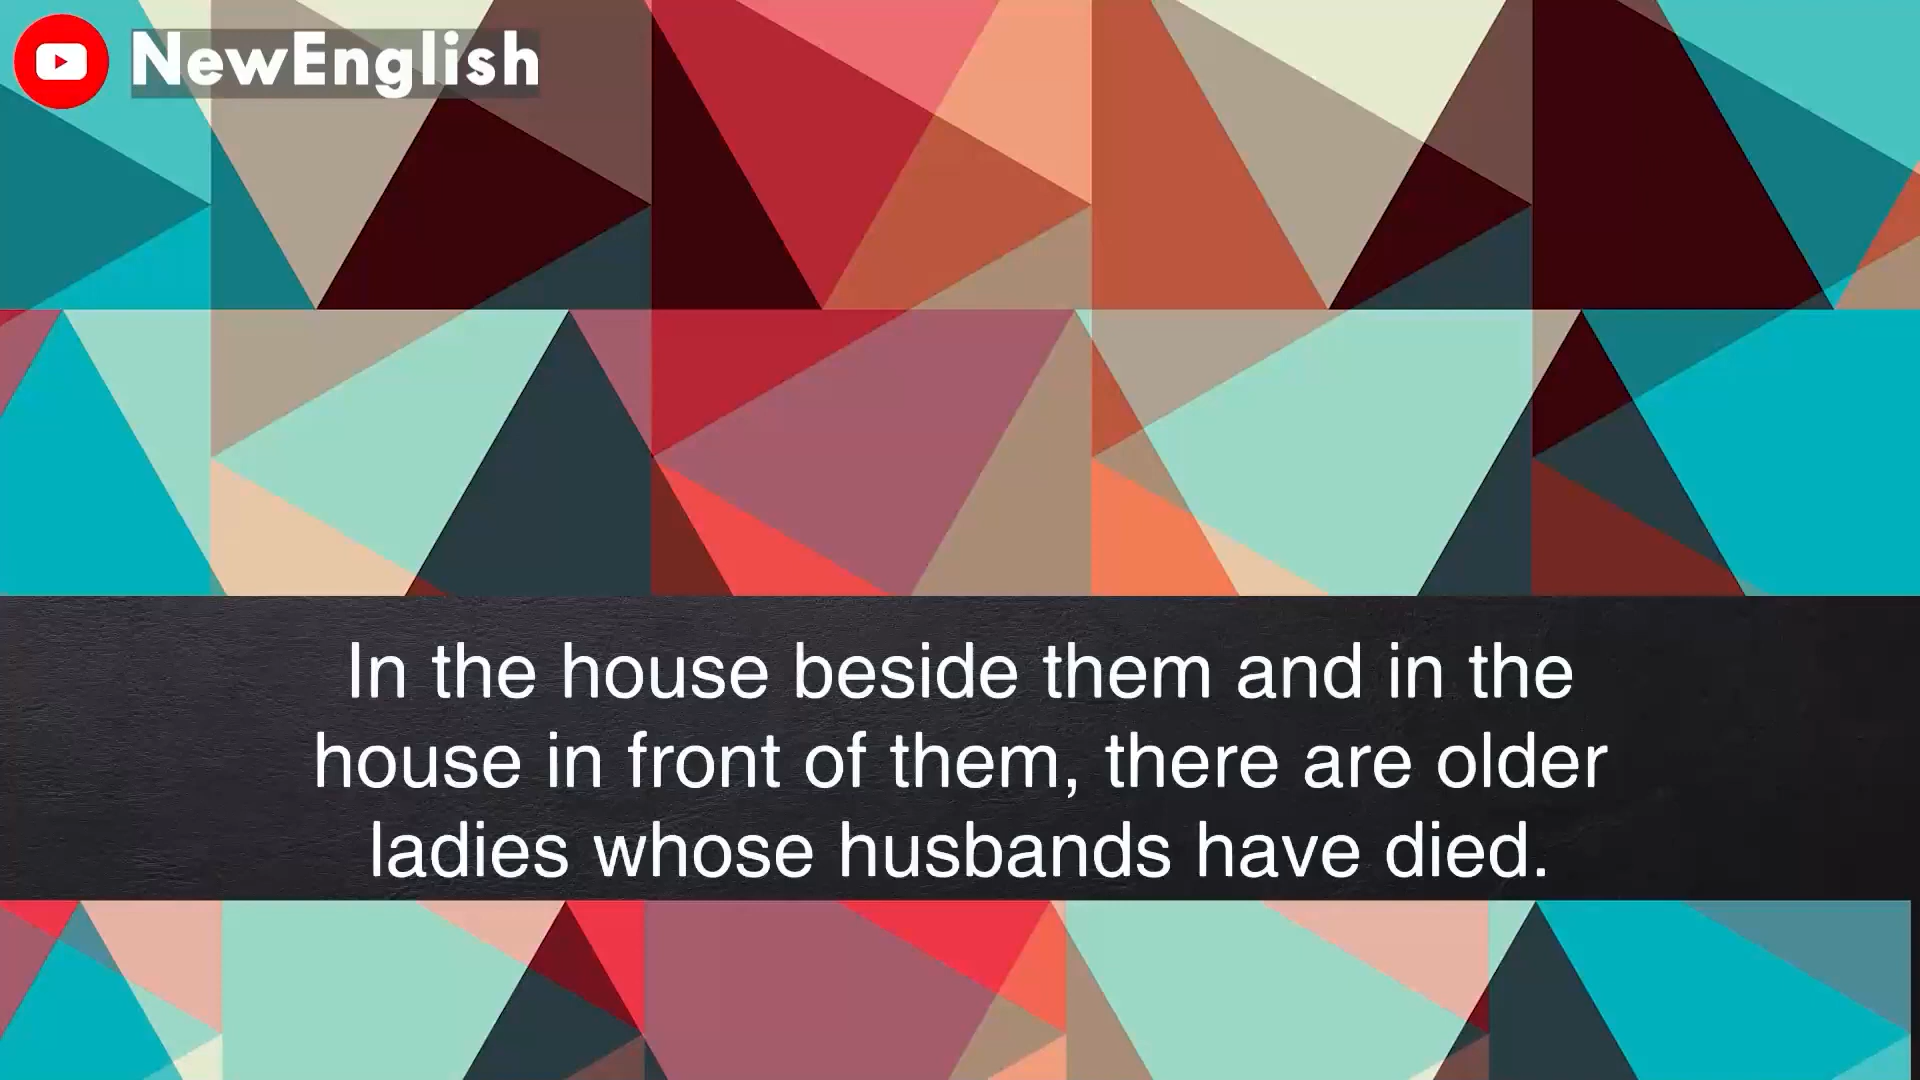 NewEnglish
In the house beside them and in the
house in front of them, there are older
ladies whose husbands have died.